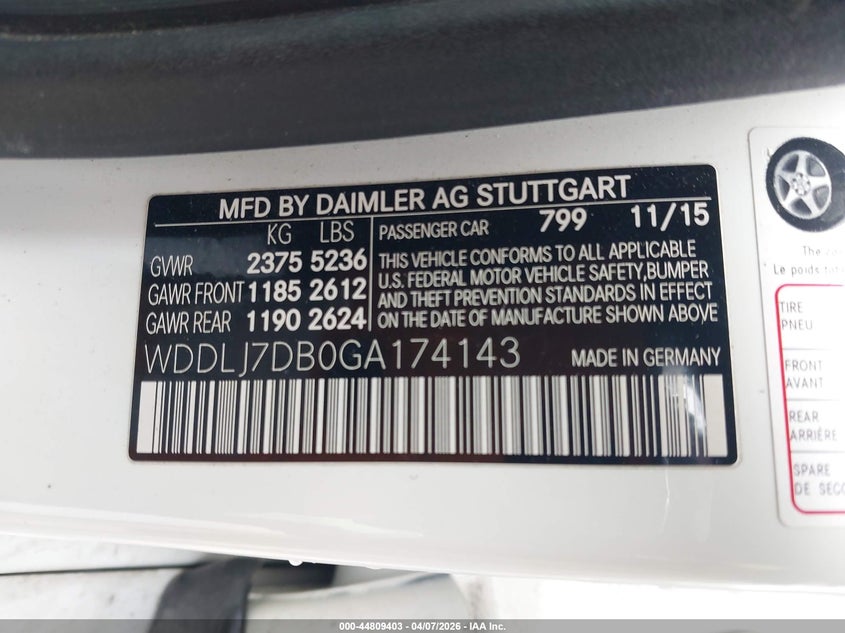 MFD BY DAIMLER AG STUTTGART
KG LBS
GVWR 2375 5236
GAWR FRONT 1185 2612
GAWR REAR 1190 2624
PASSENGER CAR 799 11/15
THIS VEHICLE CONFORMS TO ALL APPLICABLE
U.S. FEDERAL MOTOR VEHICLE SAFETY,BUMPER
AND THEFT PREVENTION STANDARDS IN EFFECT
ON THE DATE OF MANUFACTURE SHOWN ABOVE
WDDLJ7DB0GA174143 MADE IN GERMANY
Le poids
TIRE
PNEU
FRONT
AVANT
REAR
ARRIÈRE
SPARE
DE
000-44809403 - 04/07/2026 - IAA Inc.